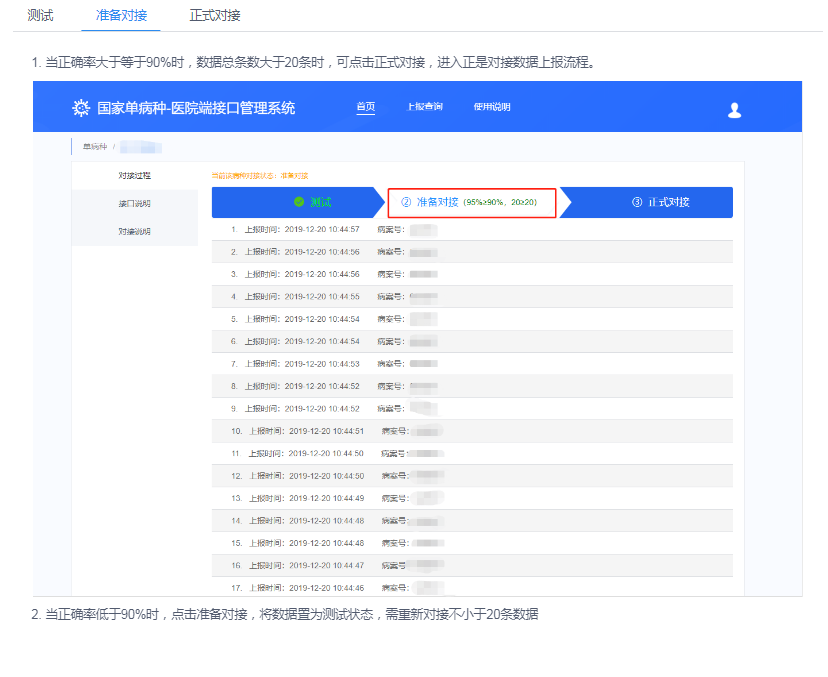 测试 准备对接 正式对接
1. 当正确率大于等于90%时，数据总条数大于20条时，可点击正式对接，进入正是对接数据上报流程。
国家单病种-医院端接口管理系统 首页 上报查询 使用说明
单病种 /
对接过程 当前该病种对接状态：准备对接
接口说明 测试 ② 准备对接 (95%≥90%，20≥20) ③ 正式对接
对接说明
1. 上报时间：2019-12-20 10:44:57 病案号：
2. 上报时间：2019-12-20 10:44:56 病案号：
3. 上报时间：2019-12-20 10:44:56 病案号：
4. 上报时间：2019-12-20 10:44:55 病案号：
5. 上报时间：2019-12-20 10:44:54 病案号：
6. 上报时间：2019-12-20 10:44:54 病案号：
7. 上报时间：2019-12-20 10:44:53 病案号：
8. 上报时间：2019-12-20 10:44:52 病案号：
9. 上报时间：2019-12-20 10:44:52 病案号：
10. 上报时间：2019-12-20 10:44:51 病案号：
11. 上报时间：2019-12-20 10:44:50 病案号：
12. 上报时间：2019-12-20 10:44:50 病案号：
13. 上报时间：2019-12-20 10:44:49 病案号：
14. 上报时间：2019-12-20 10:44:48 病案号：
15. 上报时间：2019-12-20 10:44:48 病案号：
16. 上报时间：2019-12-20 10:44:47 病案号
17. 上报时间：2019-12-20 10:44:46 病案号：
2. 当正确率低于90%时，点击准备对接，将数据置为测试状态，需重新对接不小于20条数据